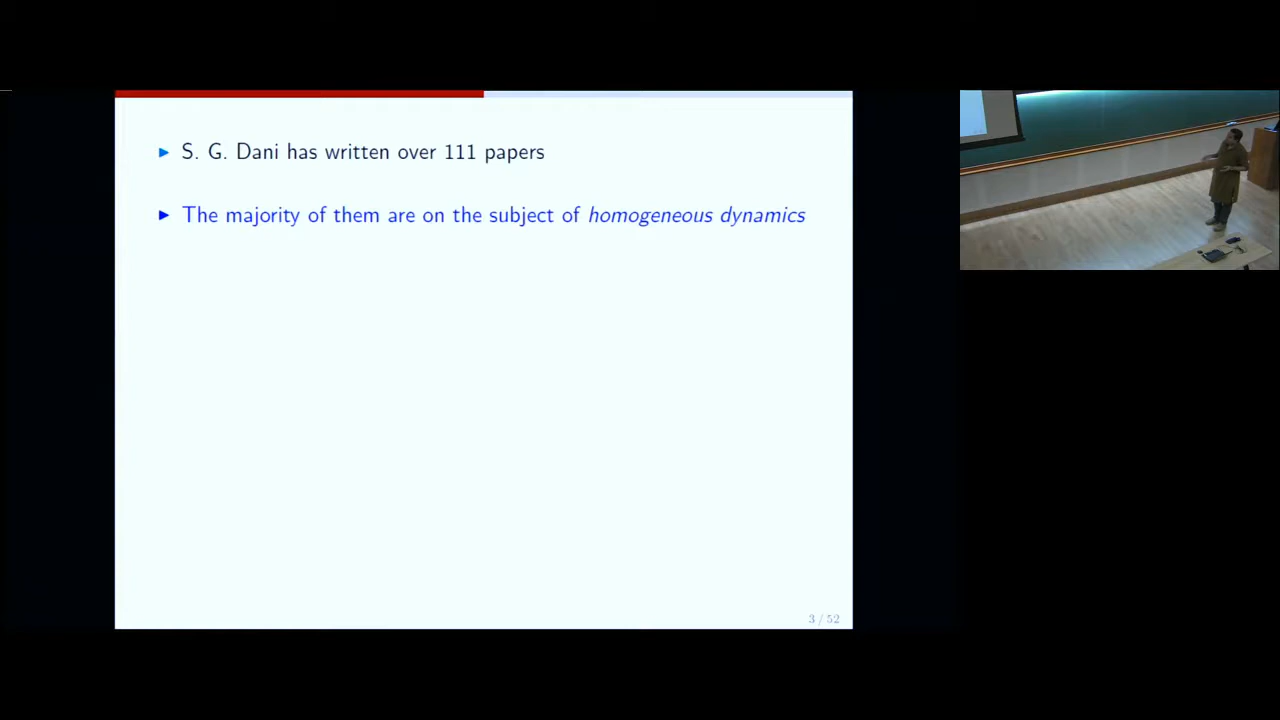 ► S. G. Dani has written over 111 papers
► The majority of them are on the subject of homogeneous dynamics
3 / 52